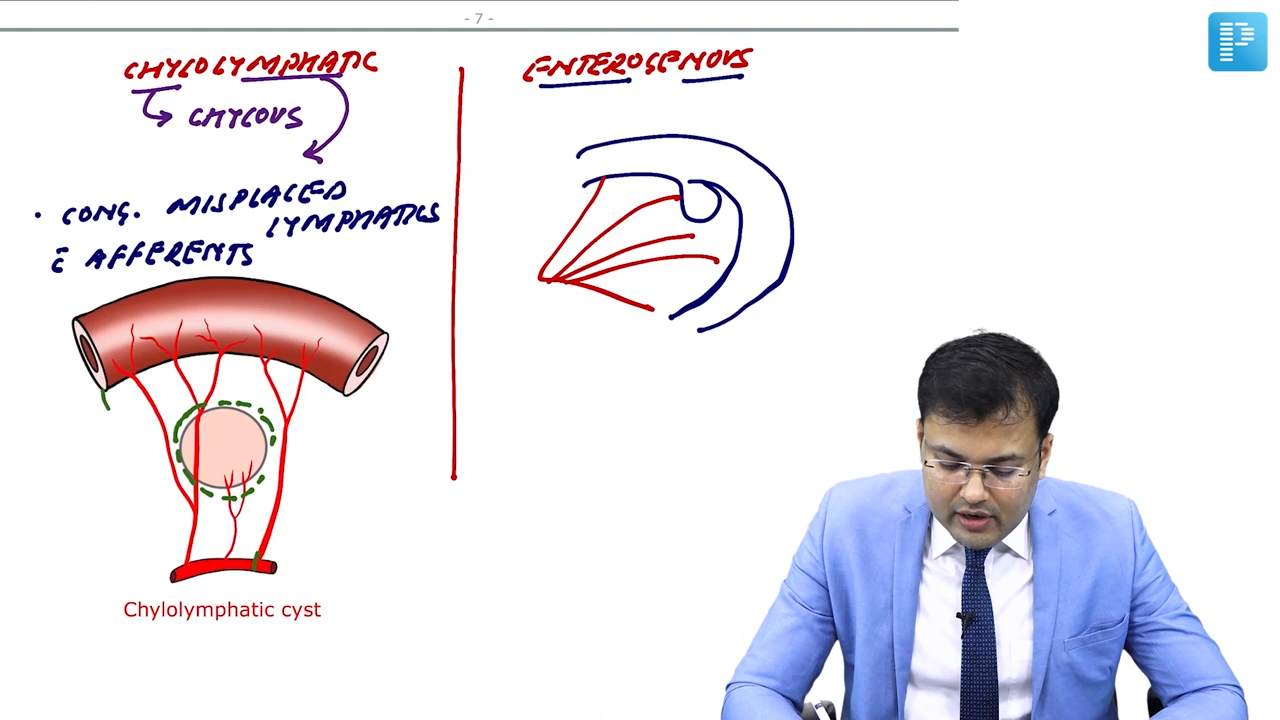 - 7 -
CHYLOLYMPHATIC
CHYLOUS
• CONG. MISPLACED
LYMPHATICS
c̄ AFFERENTS
Chylolymphatic cyst
ENTEROGENOUS
P